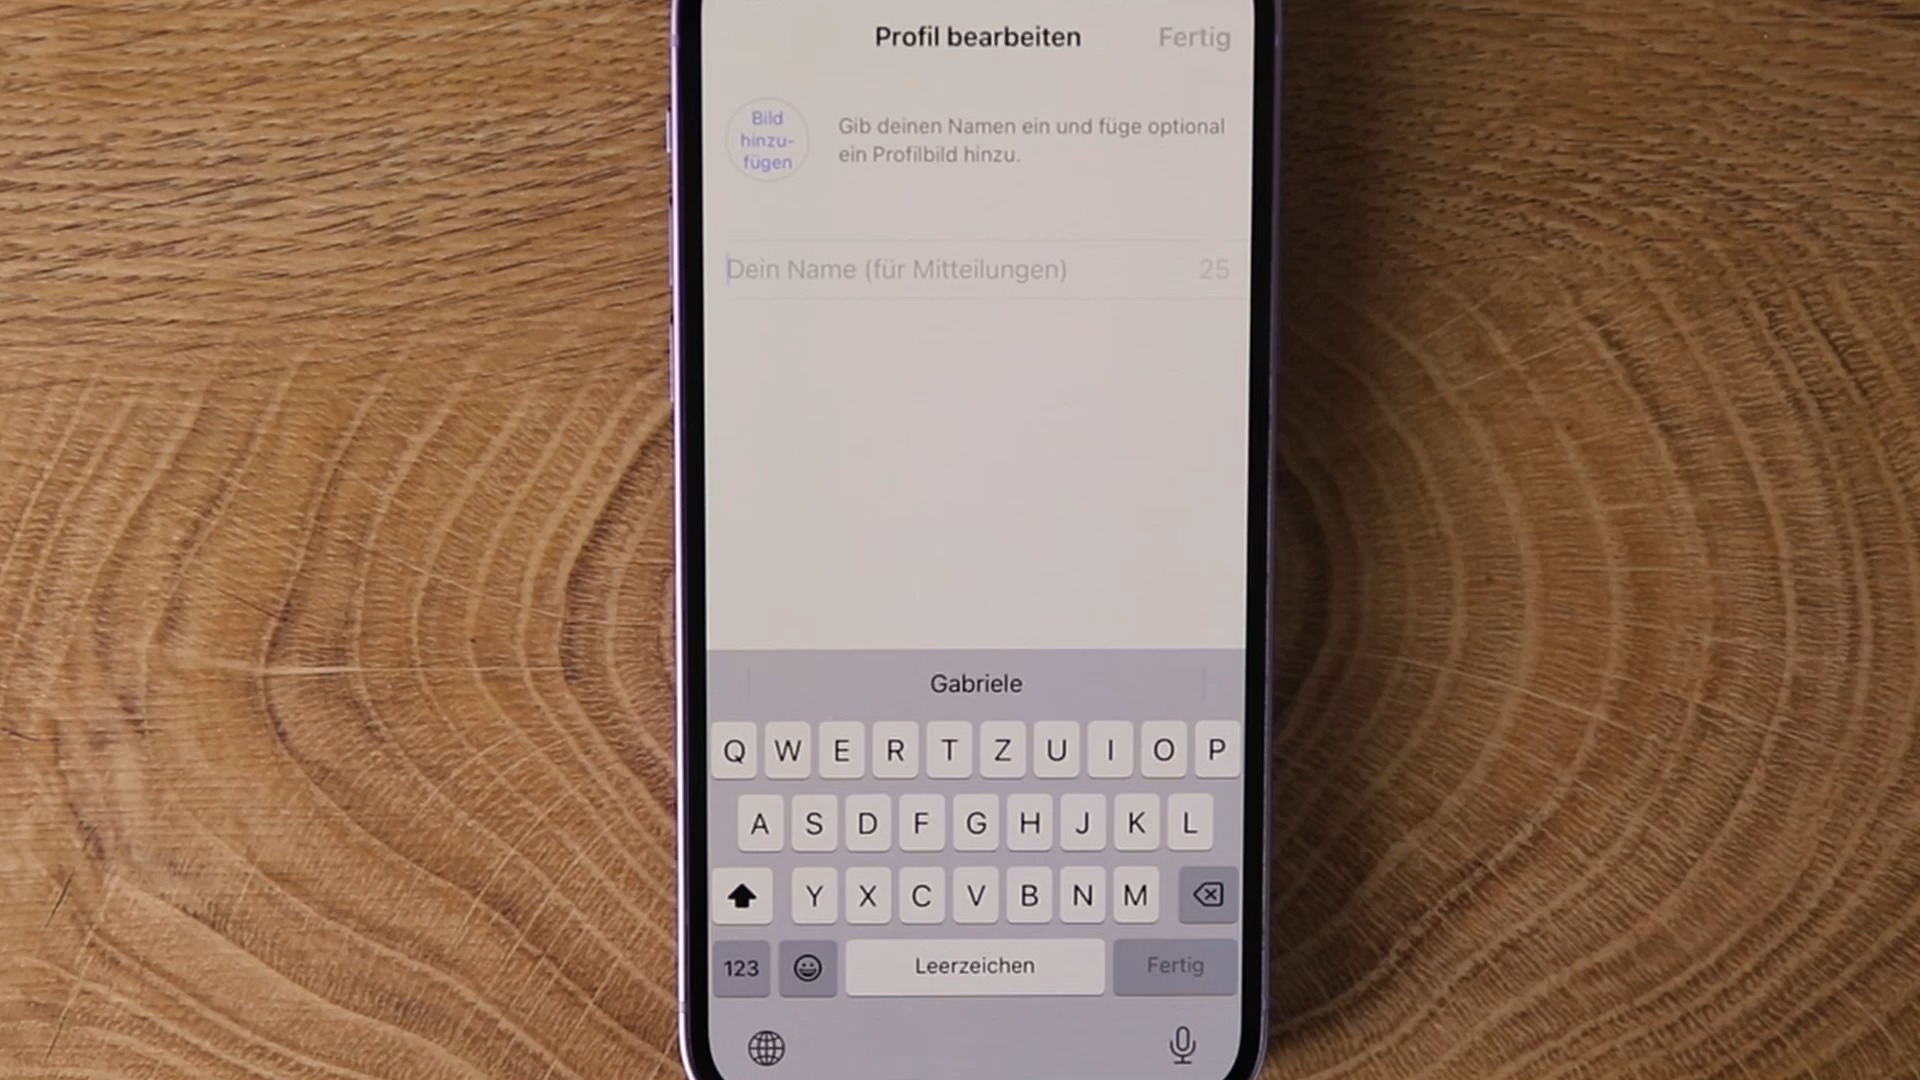 Profil bearbeiten
Fertig
Bild
hinzu-
fügen
Gib deinen Namen ein und füge optional
ein Profilbild hinzu.
Dein Name (für Mitteilungen) 25
Gabriele
Q W E R T Z U I O P
A S D F G H J K L
Y X C V B N M
123 Leerzeichen Fertig